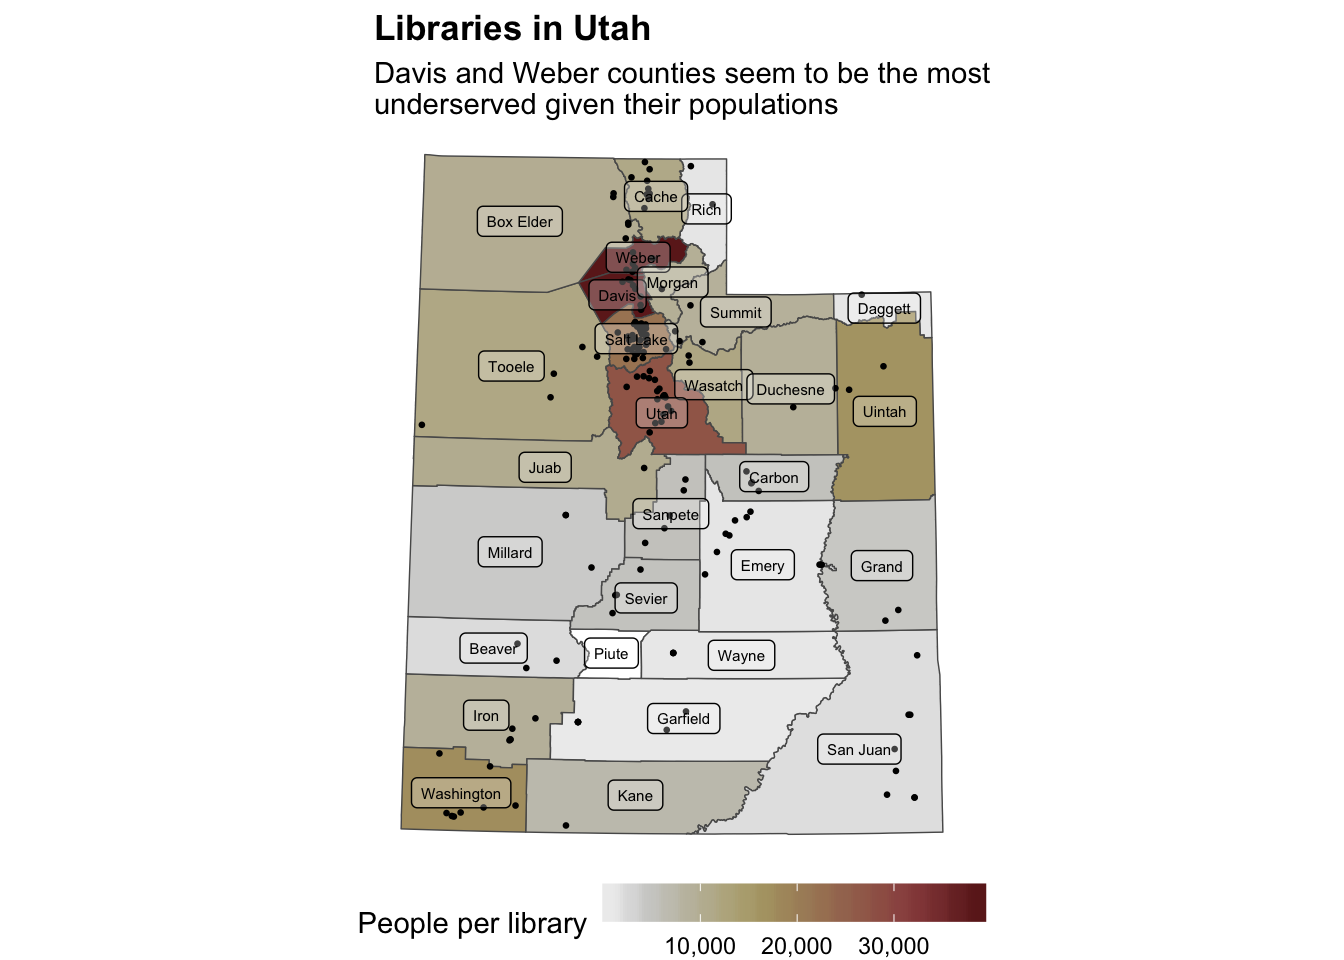 Libraries in Utah
Davis and Weber counties seem to be the most
underserved given their populations
Cache
Rich
Box Elder
Weber
Morgan
Davis
Summit
Daggett
Salt Lake
Tooele
Wasatch
Duchesne
Utah
Uintah
Juab
Carbon
Sanpete
Millard
Emery
Grand
Sevier
Beaver
Piute
Wayne
Iron
Garfield
San Juan
Washington
Kane
People per library
10,000 20,000 30,000